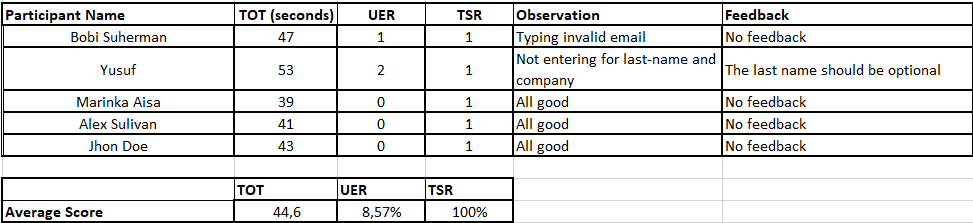 Participant Name TOT (seconds) UER TSR Observation Feedback
Bobi Suherman 47 1 1 Typing invalid email No feedback
Yusuf 53 2 1 Not entering for last-name and company The last name should be optional
Marinka Aisa 39 0 1 All good No feedback
Alex Sulivan 41 0 1 All good No feedback
Jhon Doe 43 0 1 All good No feedback
TOT UER TSR
Average Score 44,6 8,57% 100%